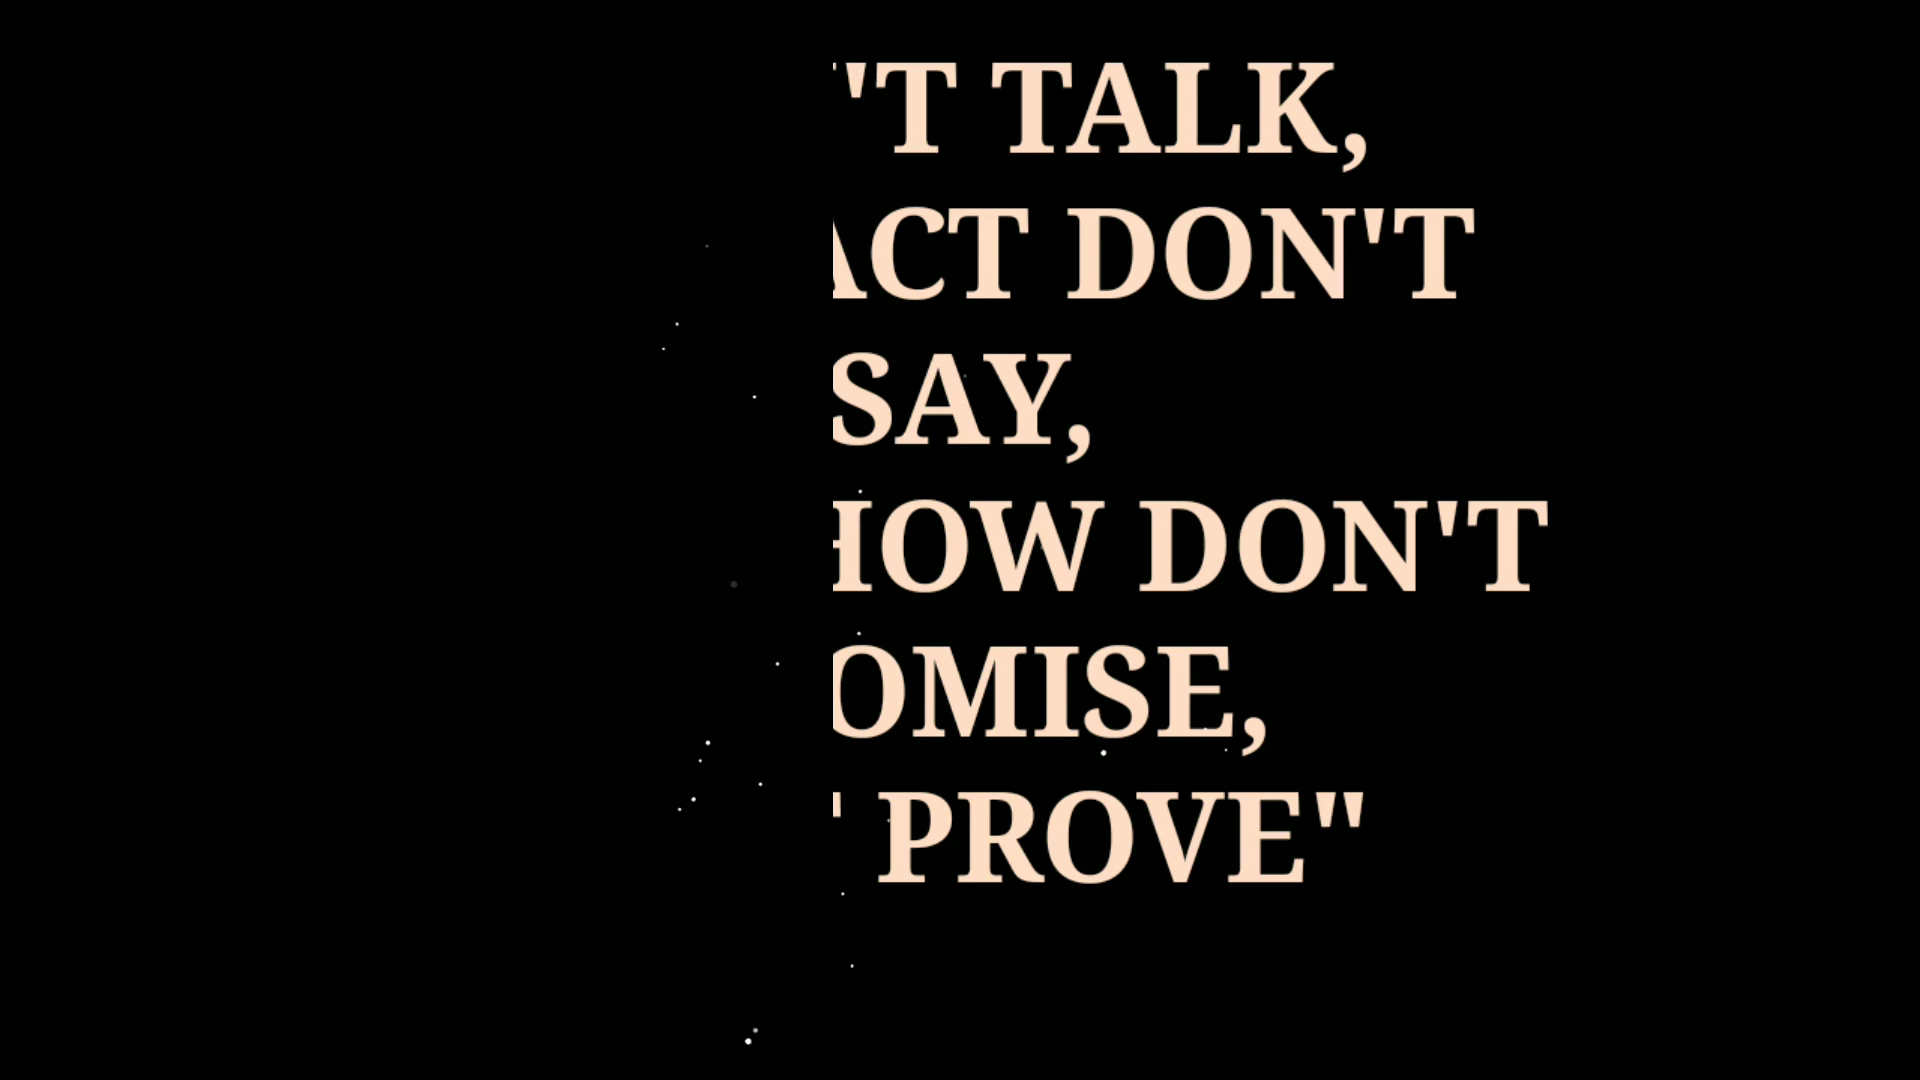 'T TALK,
ACT DON'T
SAY,
HOW DON'T
OMISE,
PROVE"